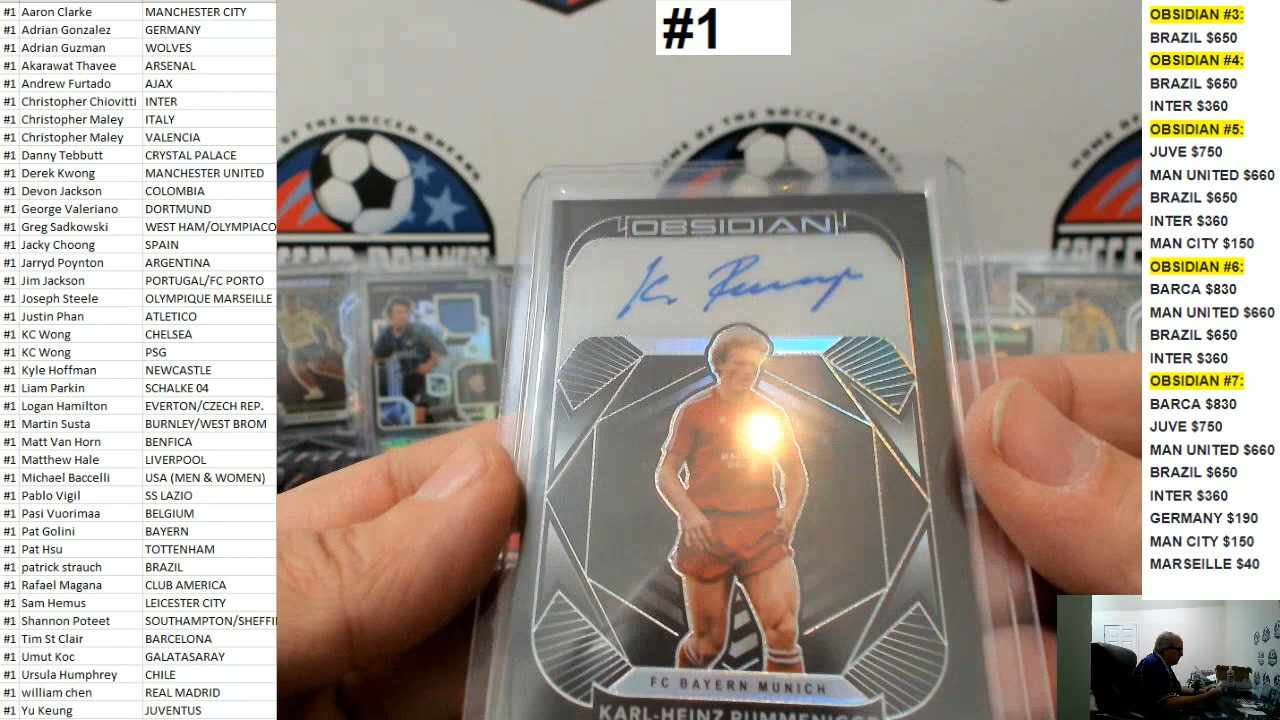 #1 Aaron Clarke MANCHESTER CITY
#1 Adrian Gonzalez GERMANY
#1 Adrian Guzman WOLVES
#1 Akarawat Thavee ARSENAL
#1 Andrew Furtado AJAX
#1 Christopher Chiovitti INTER
#1 Christopher Maley ITALY
#1 Christopher Maley VALENCIA
#1 Danny Tebbutt CRYSTAL PALACE
#1 Derek Kwong MANCHESTER UNITED
#1 Devon Jackson COLOMBIA
#1 George Valeriano DORTMUND
#1 Greg Sadkowski WEST HAM/OLYMPIACO
#1 Jacky Choong SPAIN
#1 Jarryd Poynton ARGENTINA
#1 Jim Jackson PORTUGAL/FC PORTO
#1 Joseph Steele OLYMPIQUE MARSEILLE
#1 Justin Phan ATLETICO
#1 KC Wong CHELSEA
#1 KC Wong PSG
#1 Kyle Hoffman NEWCASTLE
#1 Liam Parkin SCHALKE 04
#1 Logan Hamilton EVERTON/CZECH REP.
#1 Martin Susta BURNLEY/WEST BROM
#1 Matt Van Horn BENFICA
#1 Matthew Hale LIVERPOOL
#1 Michael Baccelli USA (MEN & WOMEN)
#1 Pablo Vigil SS LAZIO
#1 Pasi Vuorimaa BELGIUM
#1 Pat Golini BAYERN
#1 Pat Hsu TOTTENHAM
#1 patrick strauch BRAZIL
#1 Rafael Magana CLUB AMERICA
#1 Sam Hemus LEICESTER CITY
#1 Shannon Poteet SOUTHAMPTON/SHEFFI
#1 Tim St Clair BARCELONA
#1 Umut Koc GALATASARAY
#1 Ursula Humphrey CHILE
#1 william chen REAL MADRID
#1 Yu Keung JUVENTUS
#1
OBSIDIAN
FC BAYERN MUNICH
KARL-HEINZ RUMMENIGGE
OBSIDIAN #3:
BRAZIL $650
OBSIDIAN #4:
BRAZIL $650
INTER $360
OBSIDIAN #5:
JUVE $750
MAN UNITED $660
BRAZIL $650
INTER $360
MAN CITY $150
OBSIDIAN #6:
BARCA $830
MAN UNITED $660
BRAZIL $650
INTER $360
OBSIDIAN #7:
BARCA $830
JUVE $750
MAN UNITED $660
BRAZIL $650
INTER $360
GERMANY $190
MAN CITY $150
MARSEILLE $40